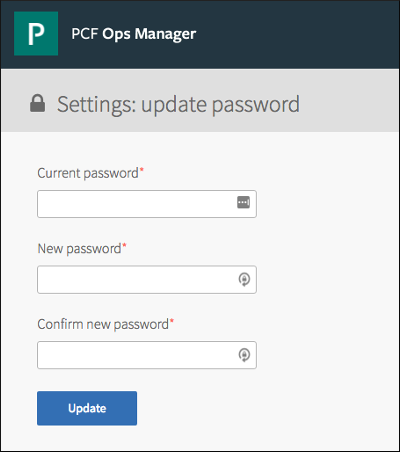 P
PCF Ops Manager
Settings: update password
Current password*
New password*
Confirm new password*
Update